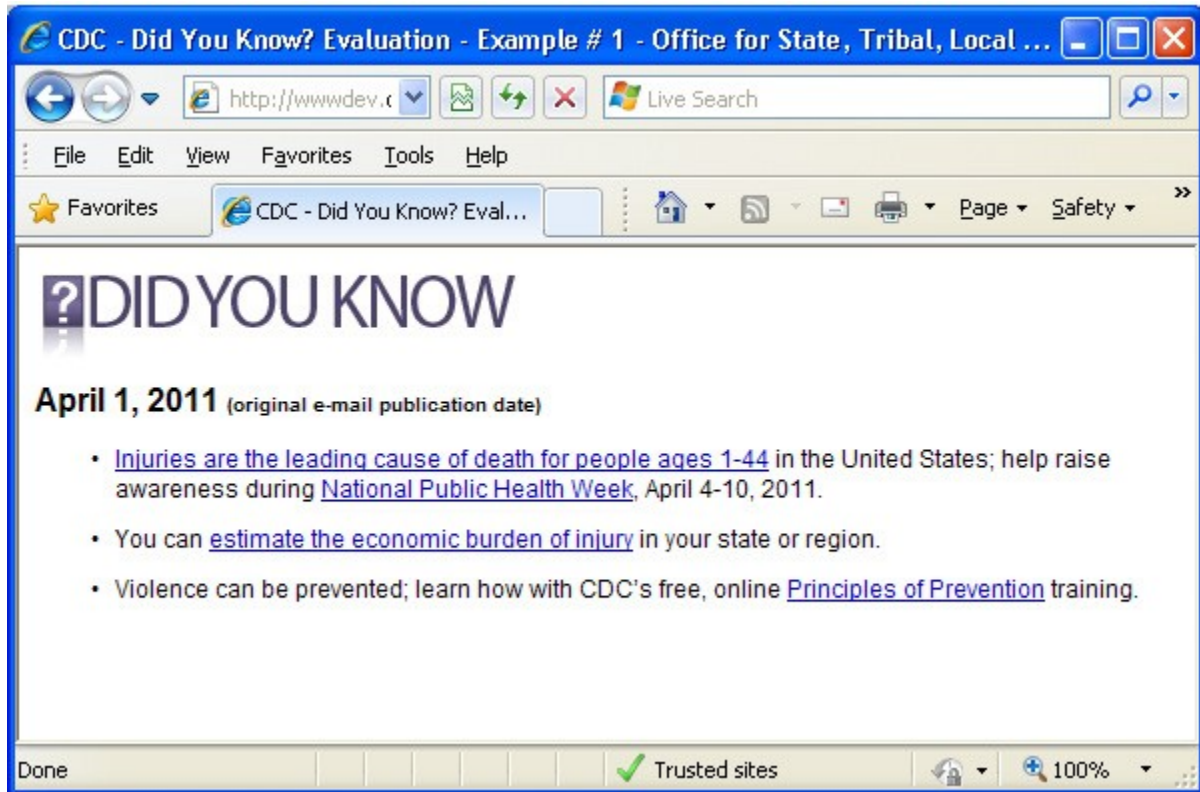 CDC - Did You Know? Evaluation - Example # 1 - Office for State, Tribal, Local ...
http://wwwdev.c Live Search
File Edit View Favorites Tools Help
Favorites CDC - Did You Know? Eval... Page Safety »
? DID YOU KNOW
April 1, 2011 (original e-mail publication date)
• Injuries are the leading cause of death for people ages 1-44 in the United States; help raise
awareness during National Public Health Week, April 4-10, 2011.
• You can estimate the economic burden of injury in your state or region.
• Violence can be prevented; learn how with CDC's free, online Principles of Prevention training.
Done Trusted sites 100%